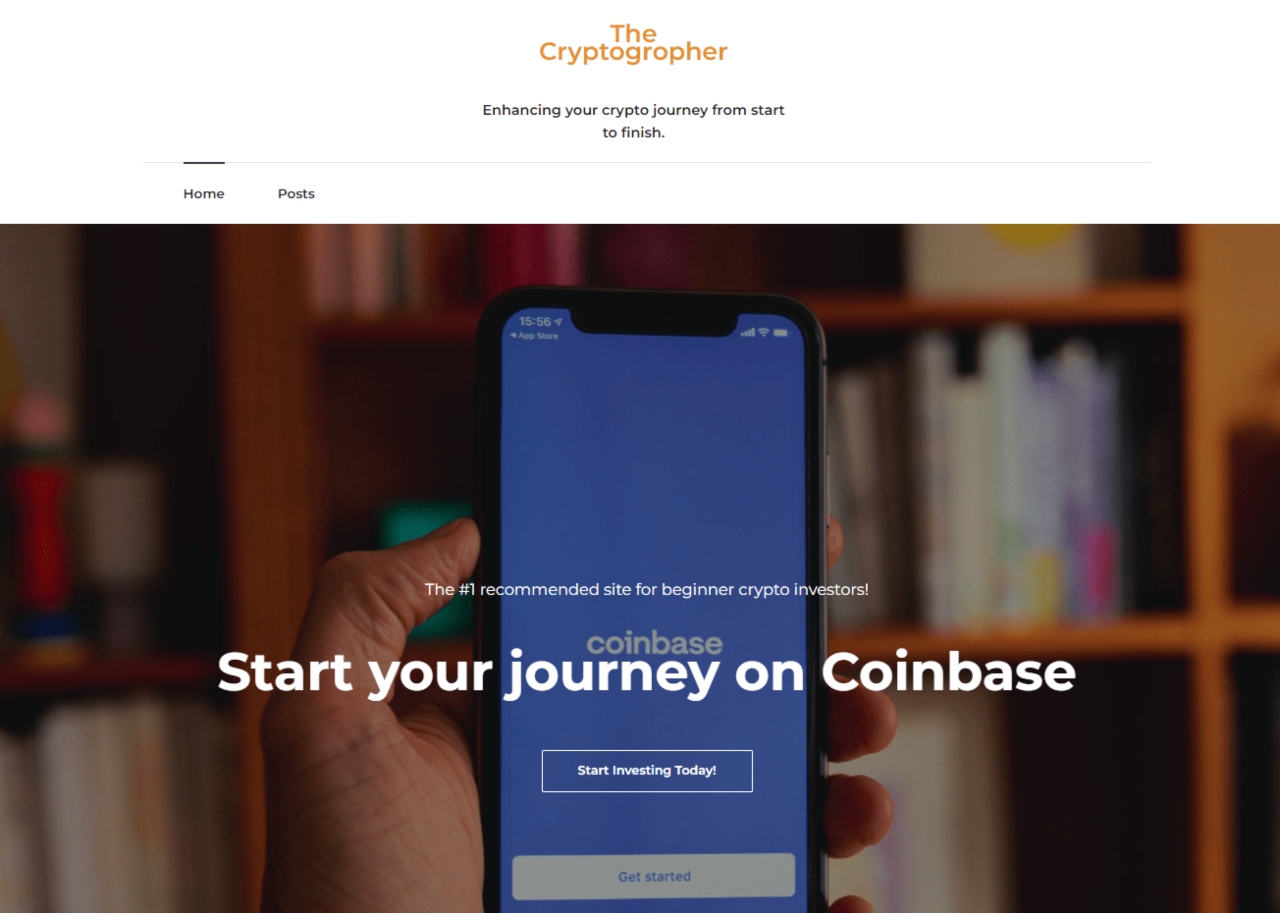 The
Cryptogropher
Enhancing your crypto journey from start
to finish.
Home
Posts
15:56
App Store
The #1 recommended site for beginner crypto investors!
coinbase
Start your journey on Coinbase
Start Investing Today!
Get started